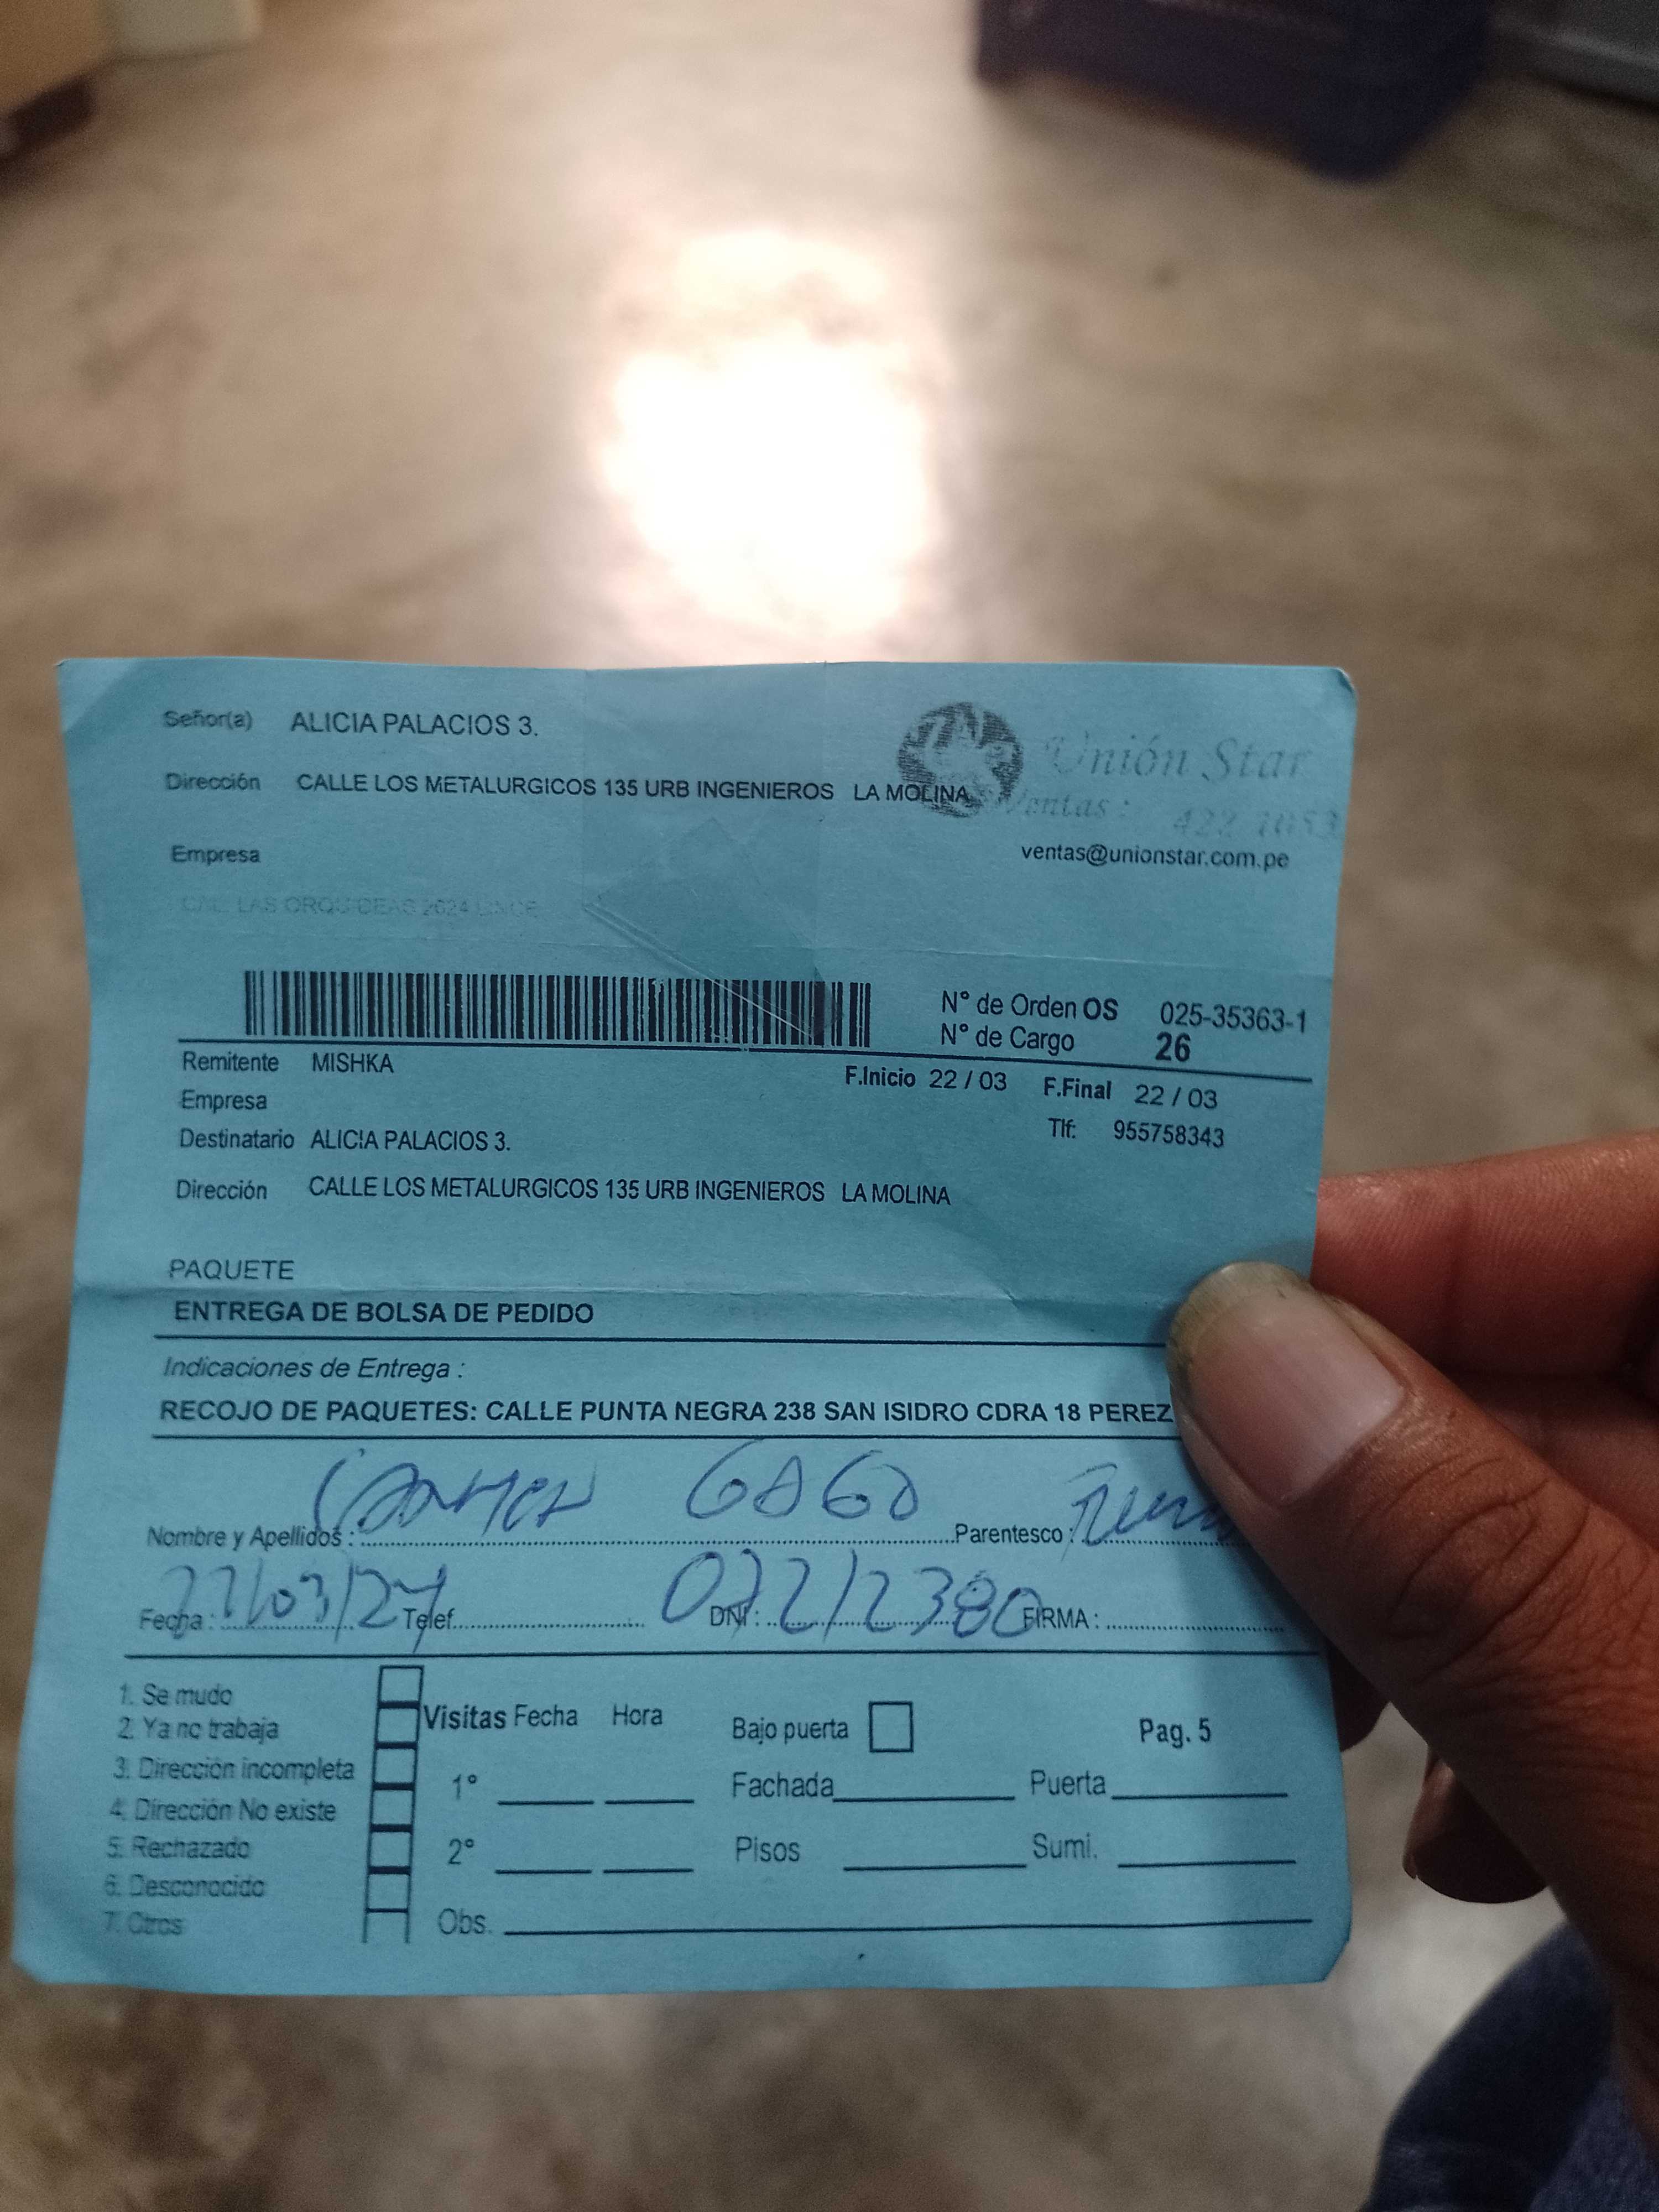 Señor(a) ALICIA PALACIOS 3.
Dirección CALLE LOS METALURGICOS 135 URB INGENIEROS LA MOLINA
Unión Star
Ventas:
Empresa
ventas@unionstar.com.pe
LAS ORQUIDEAS 2624 LINCE
N° de Orden OS 025-35363-1
N° de Cargo 26
Remitente MISHKA
F.Inicio 22 / 03 F.Final 22 / 03
Empresa
Tlf: 955758343
Destinatario ALICIA PALACIOS 3.
Dirección CALLE LOS METALURGICOS 135 URB INGENIEROS LA MOLINA
PAQUETE
ENTREGA DE BOLSA DE PEDIDO
Indicaciones de Entrega :
RECOJO DE PAQUETES: CALLE PUNTA NEGRA 238 SAN ISIDRO CDRA 18 PEREZ
Nombre y Apellidos : GAGO Parentesco :
Fecha : Telef. DNI : FIRMA :
1. Se mudo
2. Ya no trabaja
3. Dirección incompleta
4. Dirección No existe
5. Rechazado
6. Desconocido
7. Otros
Visitas Fecha Hora
1°
2°
Obs.
Bajo puerta
Pag. 5
Fachada Puerta
Pisos Sumi.